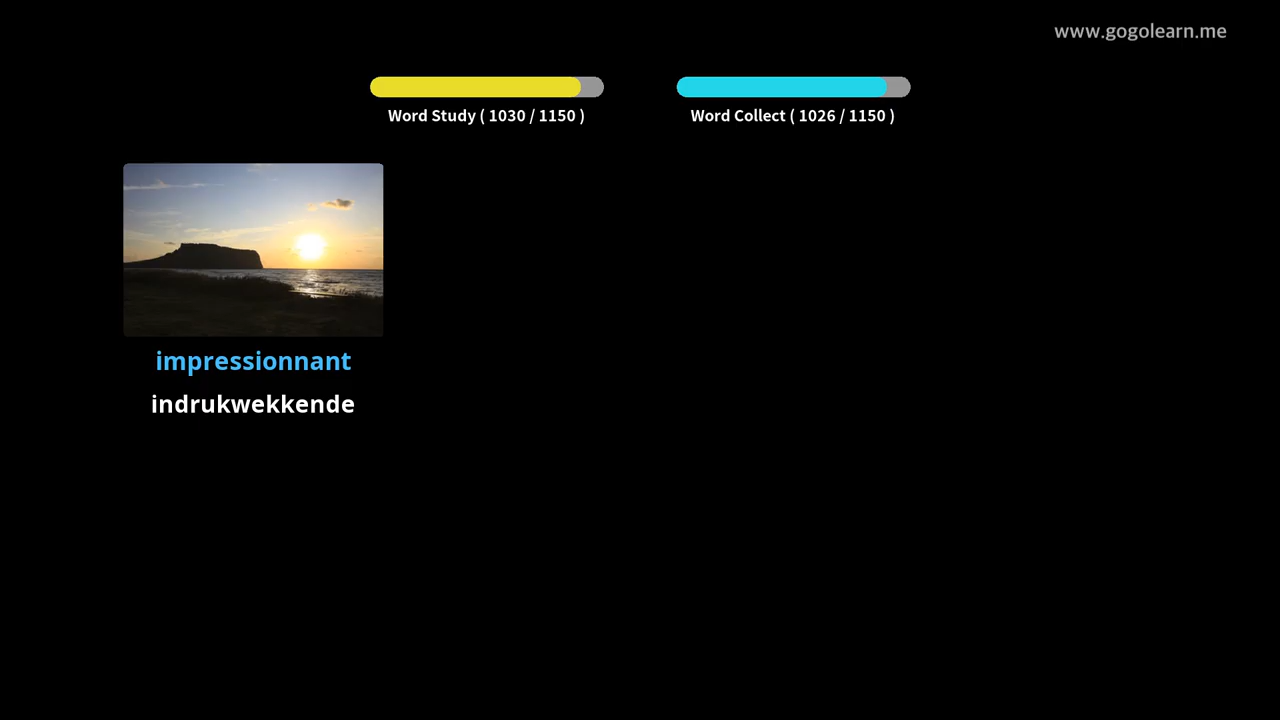 www.gogolearn.me
Word Study ( 1030 / 1150 )
Word Collect ( 1026 / 1150 )
impressionnant
indrukwekkende